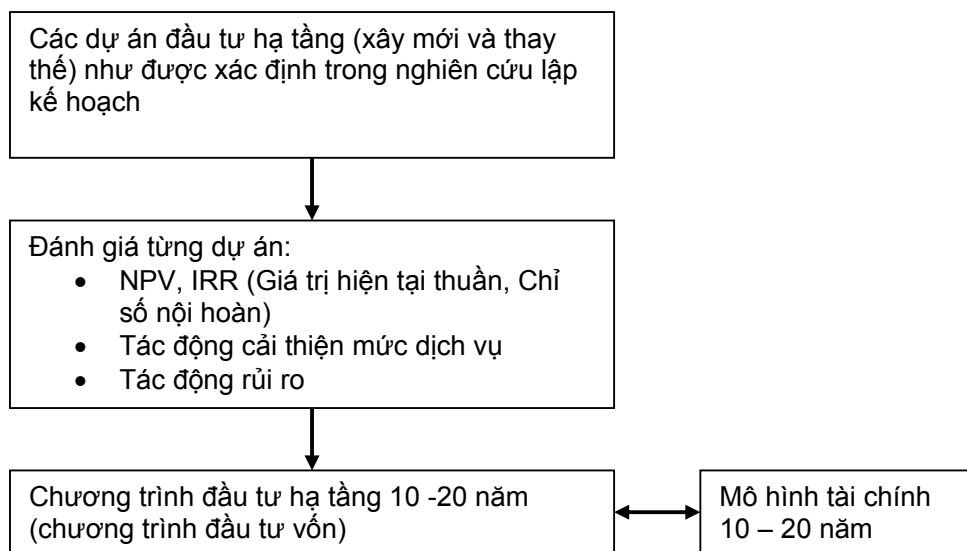 Các dự án đầu tư hạ tầng (xây mới và thay
thế) như được xác định trong nghiên cứu lập
kế hoạch
Đánh giá từng dự án:
• NPV, IRR (Giá trị hiện tại thuần, Chỉ
số nội hoàn)
• Tác động cải thiện mức dịch vụ
• Tác động rủi ro
Chương trình đầu tư hạ tầng 10 -20 năm
(chương trình đầu tư vốn)
Mô hình tài chính
10 – 20 năm